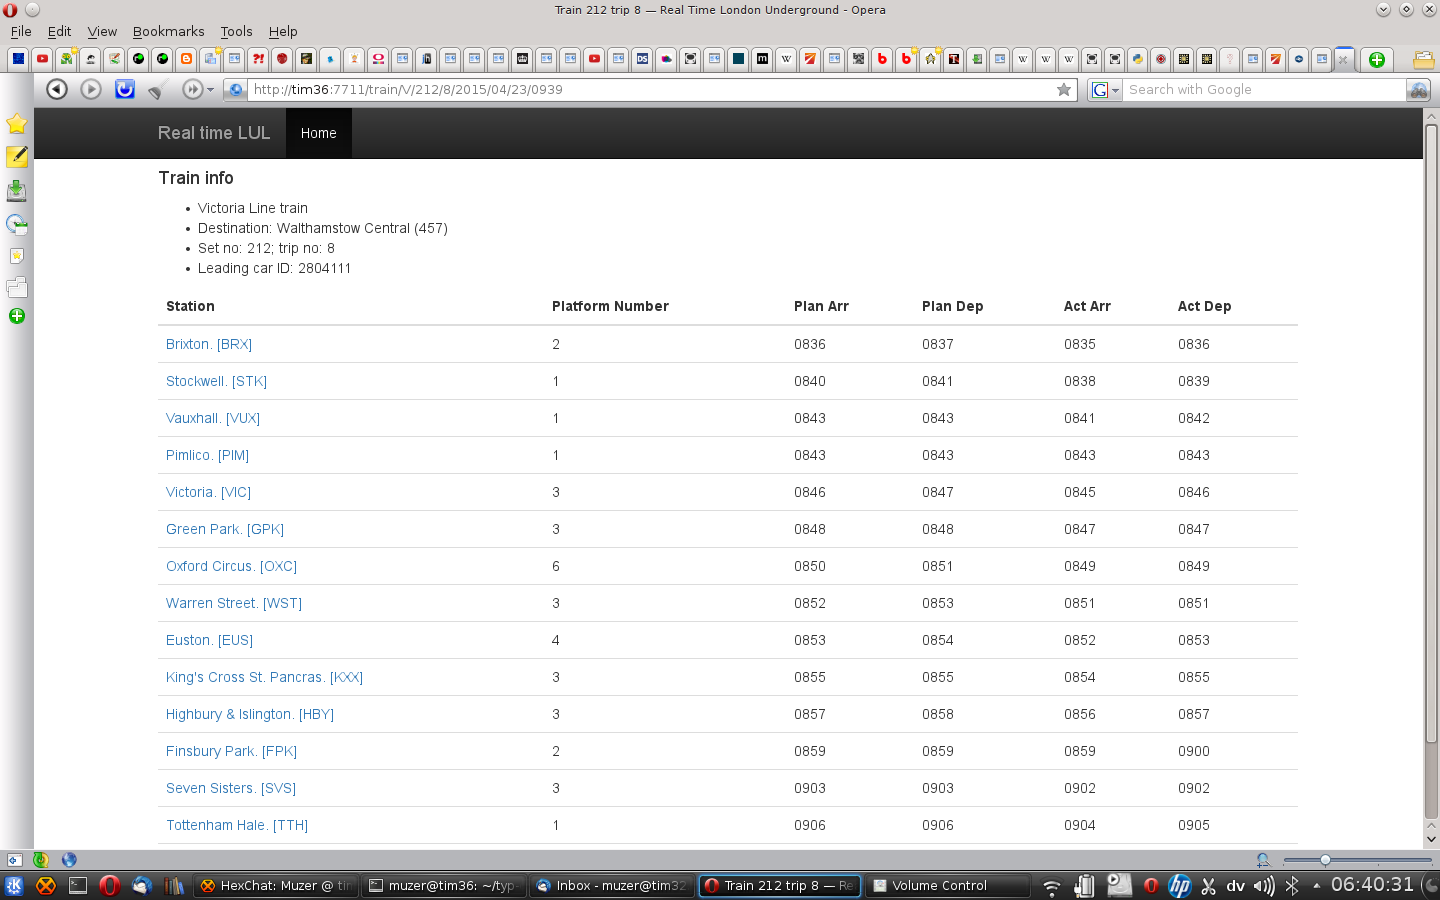 Train 212 trip 8 — Real Time London Underground - Opera
File Edit View Bookmarks Tools Help
http://tim36:7711/train/V/212/8/2015/04/23/0939
Search with Google
Real time LUL Home
Train info
• Victoria Line train
• Destination: Walthamstow Central (457)
• Set no: 212; trip no: 8
• Leading car ID: 2804111
Station Platform Number Plan Arr Plan Dep Act Arr Act Dep
Brixton. [BRX] 2 0836 0837 0835 0836
Stockwell. [STK] 1 0840 0841 0838 0839
Vauxhall. [VUX] 1 0843 0843 0841 0842
Pimlico. [PIM] 1 0843 0843 0843 0843
Victoria. [VIC] 3 0846 0847 0845 0846
Green Park. [GPK] 3 0848 0848 0847 0847
Oxford Circus. [OXC] 6 0850 0851 0849 0849
Warren Street. [WST] 3 0852 0853 0851 0851
Euston. [EUS] 4 0853 0854 0852 0853
King's Cross St. Pancras. [KXX] 3 0855 0855 0854 0855
Highbury & Islington. [HBY] 3 0857 0858 0856 0857
Finsbury Park. [FPK] 2 0859 0859 0859 0900
Seven Sisters. [SVS] 3 0903 0903 0902 0902
Tottenham Hale. [TTH] 1 0906 0906 0904 0905
HexChat: Muzer @ tim muzer@tim36: ~/typ Inbox - muzer@tim32 Train 212 trip 8 — Re Volume Control dv 06:40:31